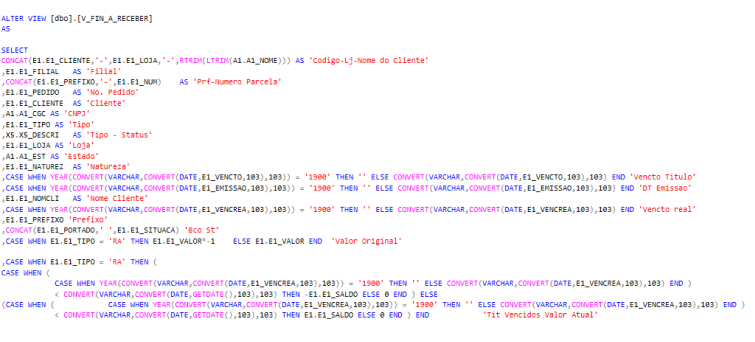 ALTER VIEW [dbo].[V_FIN_A_RECEBER]
AS
SELECT
CONCAT(E1.E1_CLIENTE,'-',E1.E1_LOJA,'-',RTRIM(LTRIM(A1.A1_NOME))) AS 'Codigo-Lj-Nome do Cliente'
,E1.E1_FILIAL AS 'Filial'
,CONCAT(E1.E1_PREFIXO,'-',E1.E1_NUM) AS 'Prf-Numero Parcela'
,E1.E1_PEDIDO AS 'No. Pedido'
,E1.E1_CLIENTE AS 'Cliente'
,A1.A1_CGC AS 'CNPJ'
,E1.E1_TIPO AS 'Tipo'
,X5.X5_DESCRI AS 'Tipo - Status'
,E1.E1_LOJA AS 'Loja'
,A1.A1_EST AS 'Estado'
,E1.E1_NATUREZ AS 'Natureza'
,CASE WHEN YEAR(CONVERT(VARCHAR,CONVERT(DATE,E1_VENCTO,103),103)) = '1900' THEN '' ELSE CONVERT(VARCHAR,CONVERT(DATE,E1_VENCTO,103),103) END 'Vencto Titulo'
,CASE WHEN YEAR(CONVERT(VARCHAR,CONVERT(DATE,E1_EMISSAO,103),103)) = '1900' THEN '' ELSE CONVERT(VARCHAR,CONVERT(DATE,E1_EMISSAO,103),103) END 'DT Emissao'
,E1.E1_NOMCLI AS 'Nome Cliente'
,CASE WHEN YEAR(CONVERT(VARCHAR,CONVERT(DATE,E1_VENCREA,103),103)) = '1900' THEN '' ELSE CONVERT(VARCHAR,CONVERT(DATE,E1_VENCREA,103),103) END 'Vencto real'
,E1.E1_PREFIXO 'Prefixo'
,CONCAT(E1.E1_PORTADO,' ',E1.E1_SITUACA) 'Bco St'
,CASE WHEN E1.E1_TIPO = 'RA' THEN E1.E1_VALOR*-1 ELSE E1.E1_VALOR END 'Valor Original'
,CASE WHEN E1.E1_TIPO = 'RA' THEN (
CASE WHEN (
CASE WHEN YEAR(CONVERT(VARCHAR,CONVERT(DATE,E1_VENCREA,103),103)) = '1900' THEN '' ELSE CONVERT(VARCHAR,CONVERT(DATE,E1_VENCREA,103),103) END )
< CONVERT(VARCHAR,CONVERT(DATE,GETDATE(),103),103) THEN -E1.E1_SALDO ELSE 0 END ) ELSE
(CASE WHEN ( CASE WHEN YEAR(CONVERT(VARCHAR,CONVERT(DATE,E1_VENCREA,103),103)) = '1900' THEN '' ELSE CONVERT(VARCHAR,CONVERT(DATE,E1_VENCREA,103),103) END )
< CONVERT(VARCHAR,CONVERT(DATE,GETDATE(),103),103) THEN E1.E1_SALDO ELSE 0 END ) END 'Tit Vencidos Valor Atual'